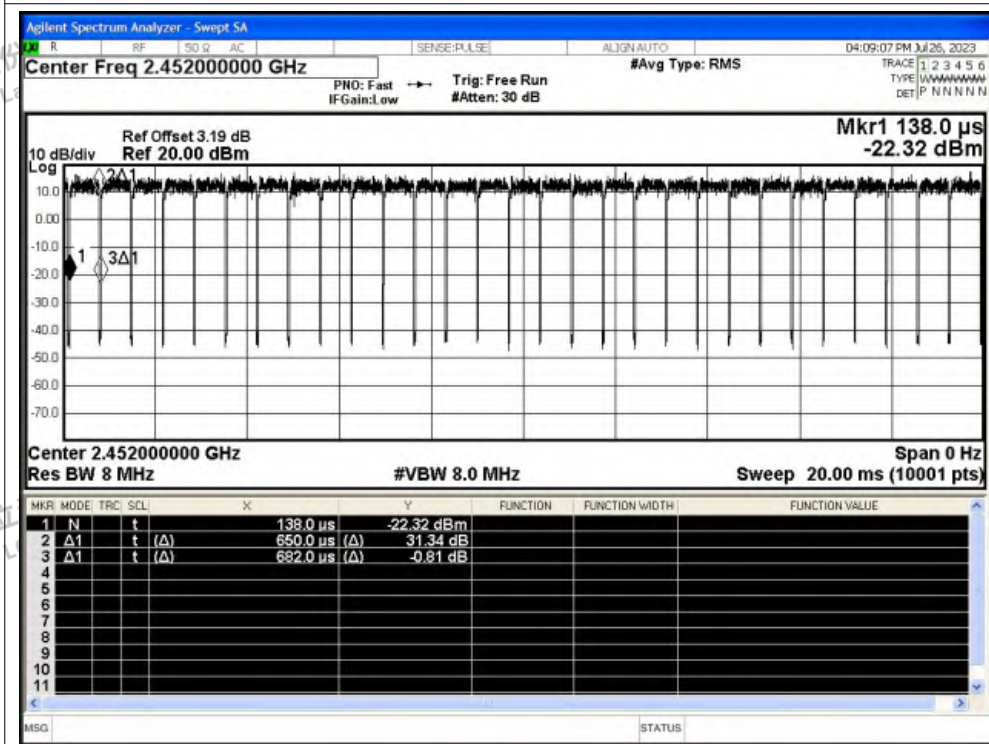 Agilent Spectrum Analyzer - Swept SA
LXI R RF 50 Ω AC SENSE:PULSE ALIGN AUTO 04:09:07 PM Jul 26, 2023
Center Freq 2.452000000 GHz #Avg Type: RMS TRACE 1 2 3 4 5 6
PNO: Fast Trig: Free Run TYPE WWWWWW
IFGain:Low #Atten: 30 dB DET P N N N N N
Mkr1 138.0 µs
Ref Offset 3.19 dB
10 dB/div Ref 20.00 dBm -22.32 dBm
Log
2Δ1
10.0
0.00
-10.0
1 3Δ1
-20.0
-30.0
-40.0
-50.0
-60.0
-70.0
Center 2.452000000 GHz Span 0 Hz
Res BW 8 MHz #VBW 8.0 MHz Sweep 20.00 ms (10001 pts)
MKR MODE TRC SCL X Y FUNCTION FUNCTION WIDTH FUNCTION VALUE
1 N t 138.0 µs -22.32 dBm
2 Δ1 t (Δ) 650.0 µs (Δ) 31.34 dB
3 Δ1 t (Δ) 682.0 µs (Δ) -0.81 dB
4
5
6
7
8
9
10
11
MSG STATUS